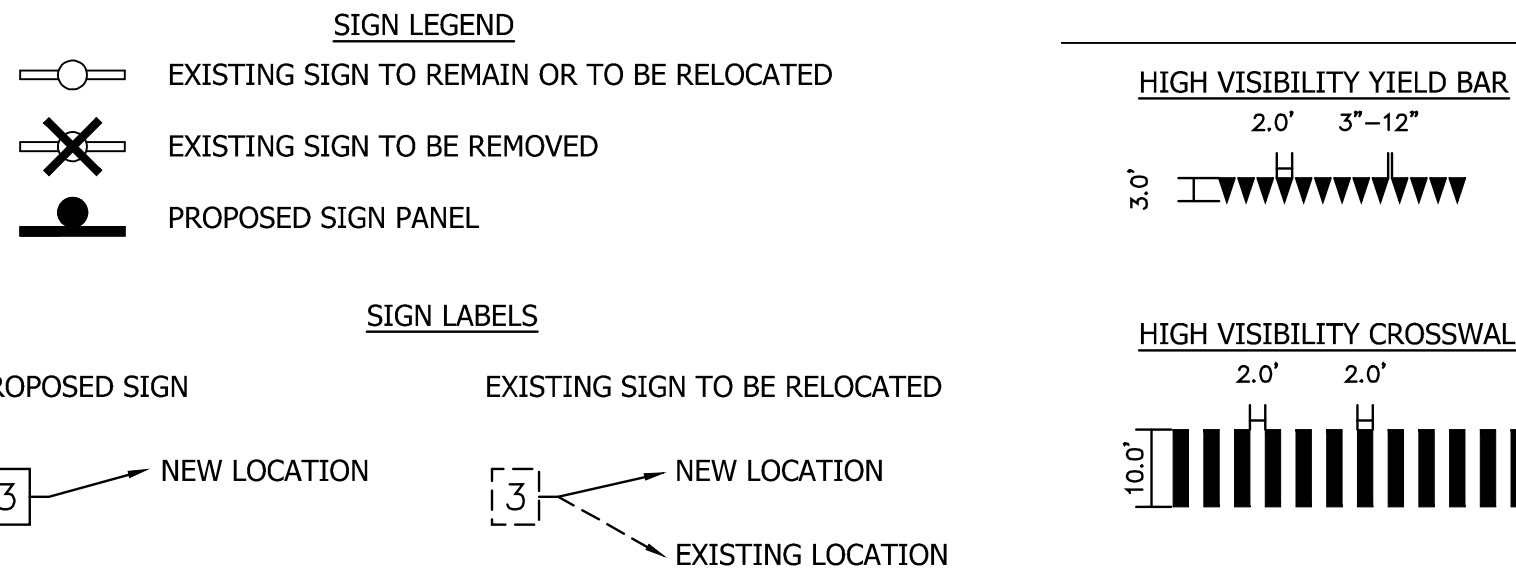 SIGN LEGEND
EXISTING SIGN TO REMAIN OR TO BE RELOCATED
EXISTING SIGN TO BE REMOVED
PROPOSED SIGN PANEL
SIGN LABELS
ROPOSED SIGN
3
NEW LOCATION
EXISTING SIGN TO BE RELOCATED
3
NEW LOCATION
EXISTING LOCATION
HIGH VISIBILITY YIELD BAR
2.0' 3"-12"
3.0'
HIGH VISIBILITY CROSSWAL
2.0' 2.0'
10.0'